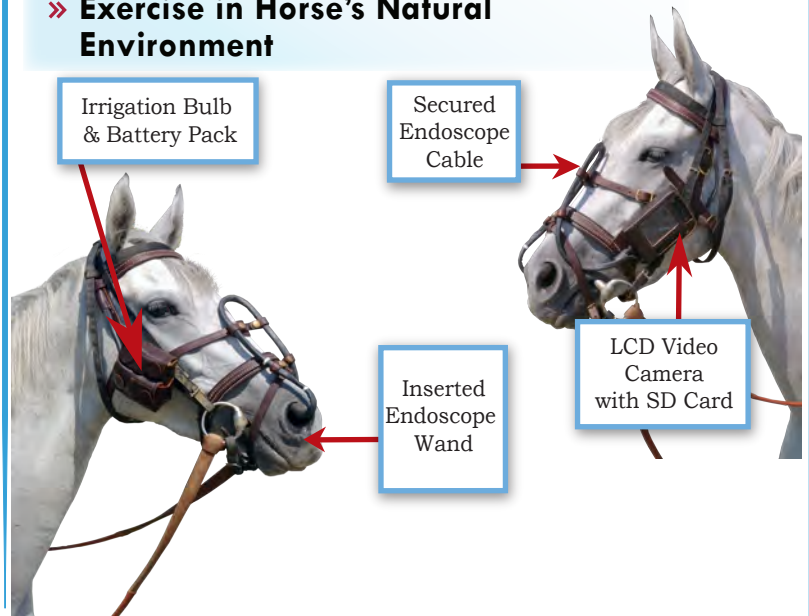 » Exercise in Horse's Natural
Environment
Irrigation Bulb
& Battery Pack
Secured
Endoscope
Cable
Inserted
Endoscope
Wand
LCD Video
Camera
with SD Card